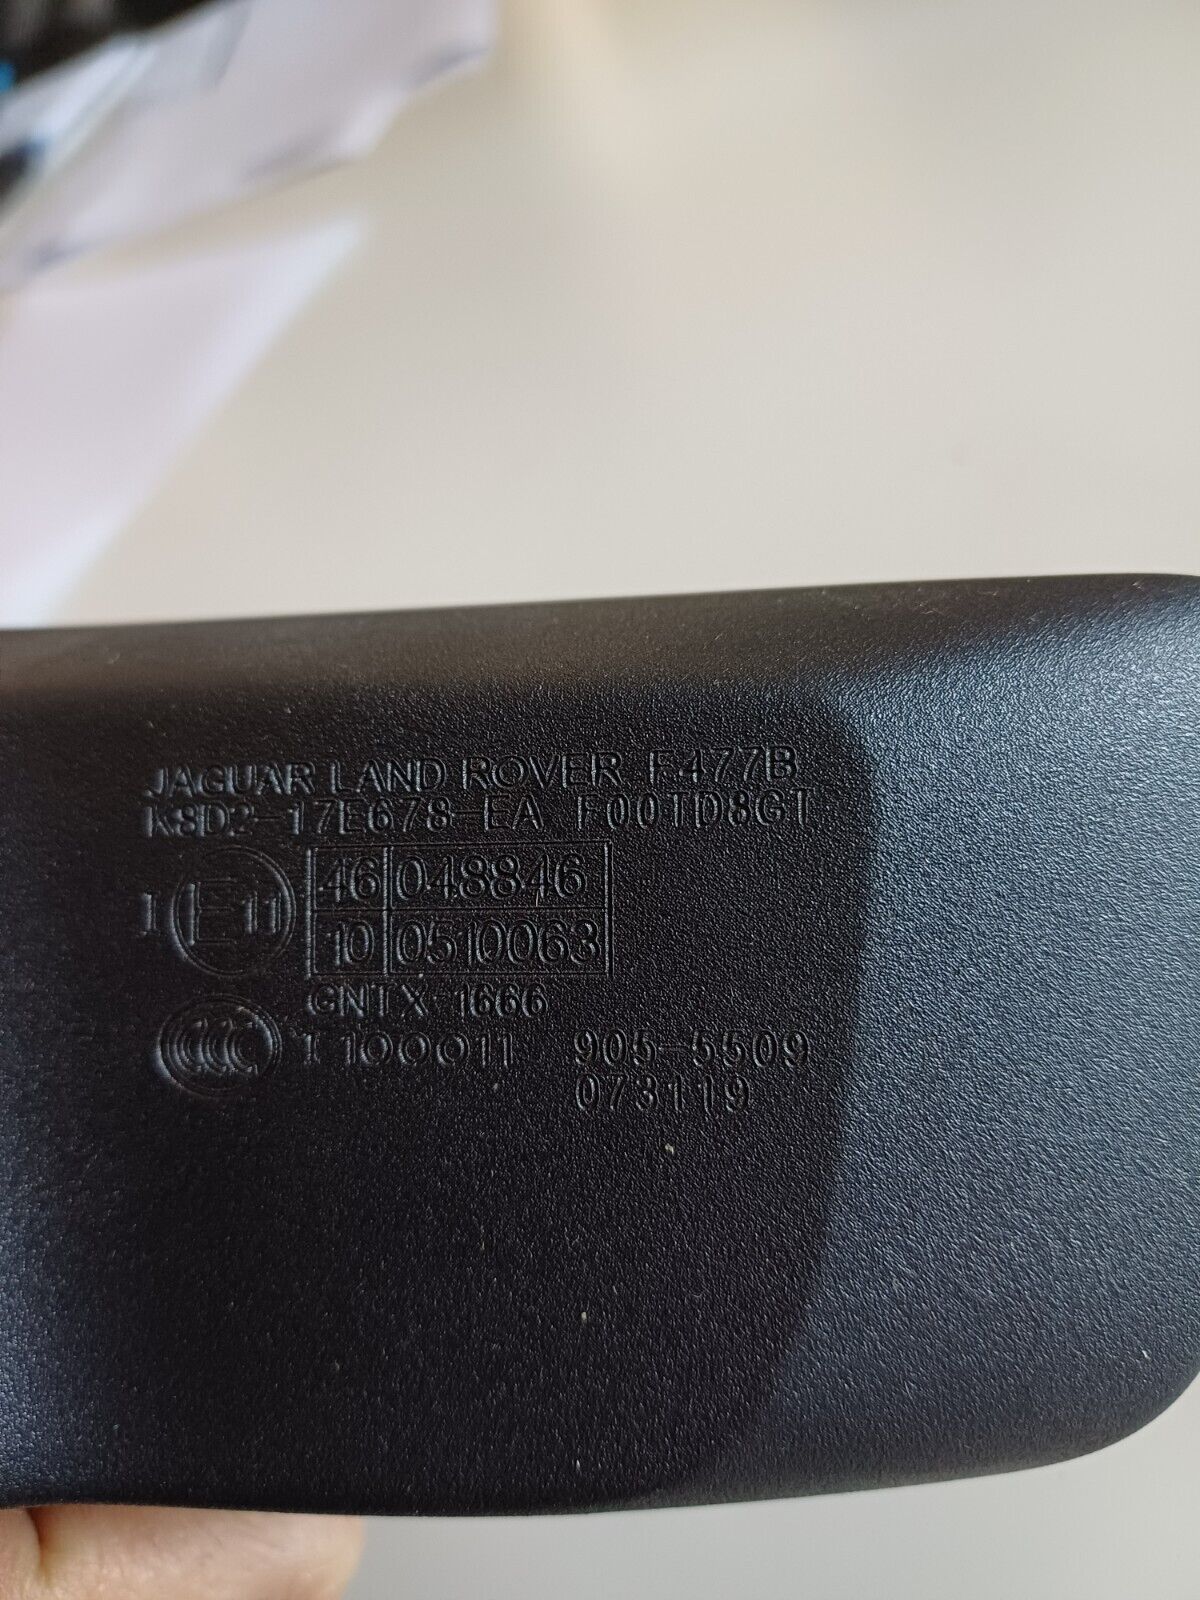 JAGUAR LAND ROVER F477B
K8D2-17E678-EA F00TD8GT
46 048846
I E11
10 0510063
GNTX-1666
CCC T100011 905-5509
073119